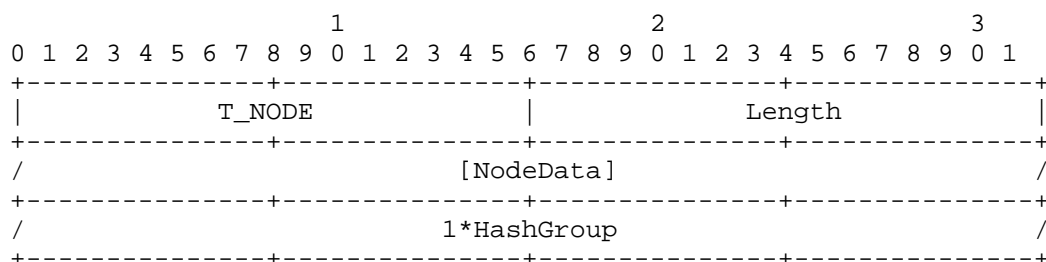 1                   2                   3
 0 1 2 3 4 5 6 7 8 9 0 1 2 3 4 5 6 7 8 9 0 1 2 3 4 5 6 7 8 9 0 1
+---------------+---------------+---------------+---------------+
|            T_NODE             |             Length            |
+---------------+---------------+---------------+---------------+
/                           [NodeData]                          /
+---------------+---------------+---------------+---------------+
/                          1*HashGroup                          /
+---------------+---------------+---------------+---------------+